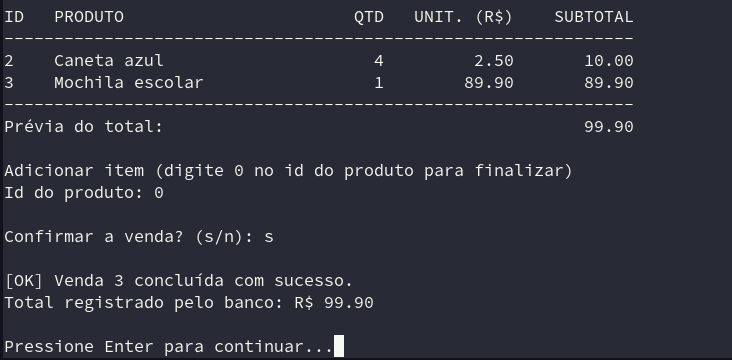 ID   PRODUTO                       QTD   UNIT. (R$)    SUBTOTAL
---------------------------------------------------------------
2    Caneta azul                     4         2.50       10.00
3    Mochila escolar                 1        89.90       89.90
---------------------------------------------------------------
Prévia do total:                                          99.90
Adicionar item (digite 0 no id do produto para finalizar)
Id do produto: 0
Confirmar a venda? (s/n): s
[OK] Venda 3 concluída com sucesso.
Total registrado pelo banco: R$ 99.90
Pressione Enter para continuar...